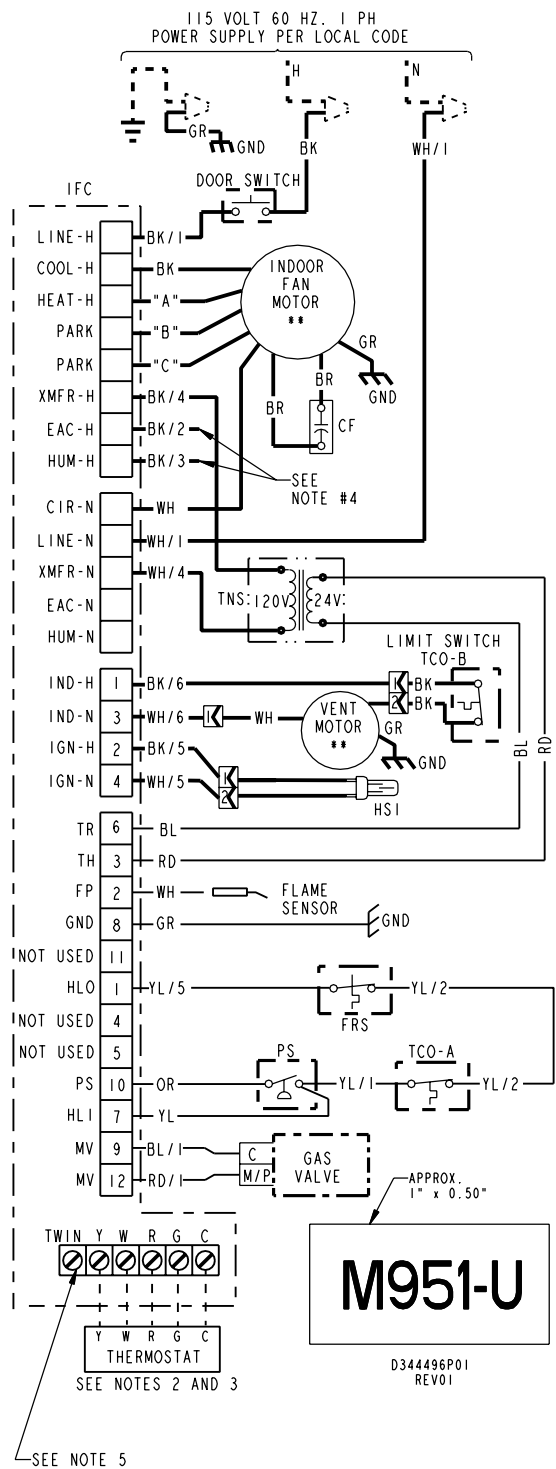 115 VOLT 60 HZ. 1 PH
POWER SUPPLY PER LOCAL CODE
H
N
GR
GND
BK
WH/1
DOOR SWITCH
IFC
LINE-H
BK/1
COOL-H
BK
HEAT-H
"A"
PARK
"B"
PARK
"C"
XMFR-H
BK/4
EAC-H
BK/2
HUM-H
BK/3
INDOOR
FAN
MOTOR
**
GR
GND
BR
BR
CF
SEE
NOTE #4
CIR-N
WH
LINE-N
WH/1
XMFR-N
WH/4
EAC-N
HUM-N
TNS
120V
24V
LIMIT SWITCH
TCO-B
IND-H
1
BK/6
1
BK
2
BK
IND-N
3
WH/6
1
WH
VENT
MOTOR
**
GR
GND
BL
RD
IGN-H
2
BK/5
1
IGN-N
4
WH/5
2
HSI
TR
6
BL
TH
3
RD
FP
2
WH
FLAME
SENSOR
GND
8
GR
GND
NOT USED
11
HLO
1
YL/5
YL/2
FRS
NOT USED
4
NOT USED
5
PS
TCO-A
PS
10
OR
YL/1
YL/2
HLI
7
YL
MV
9
BL/1
C
MV
12
RD/1
M/P
GAS
VALVE
APPROX.
1" x 0.50"
TWIN Y W R G C
M951-U
Y W R G C
THERMOSTAT
SEE NOTES 2 AND 3
D344496P01
REV01
SEE NOTE 5